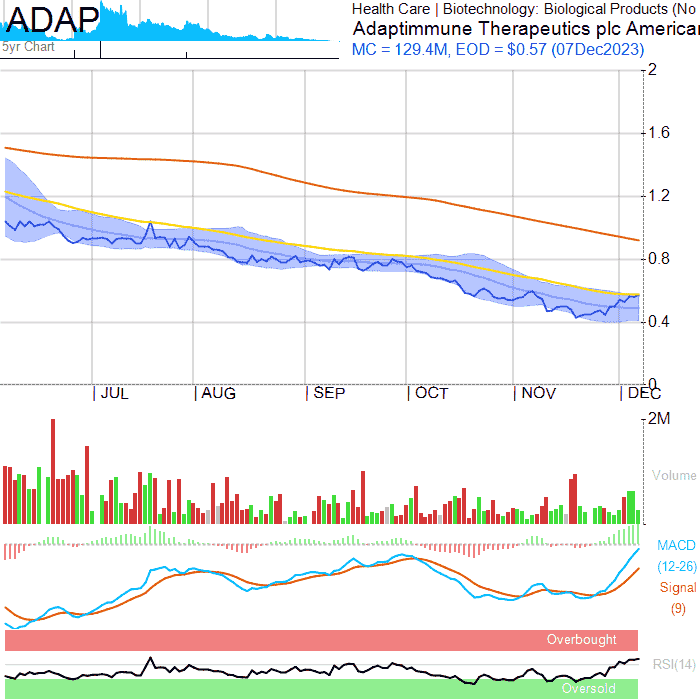 ADAP
5yr Chart
Health Care | Biotechnology: Biological Products (No
Adaptimmune Therapeutics plc American
MC = 129.4M, EOD = $0.57 (07Dec2023)
2
1.6
1.2
0.8
0.4
0
JUL AUG SEP OCT NOV DEC
2M
Volume
MACD
(12-26)
Signal
(9)
Overbought
RSI(14)
Oversold